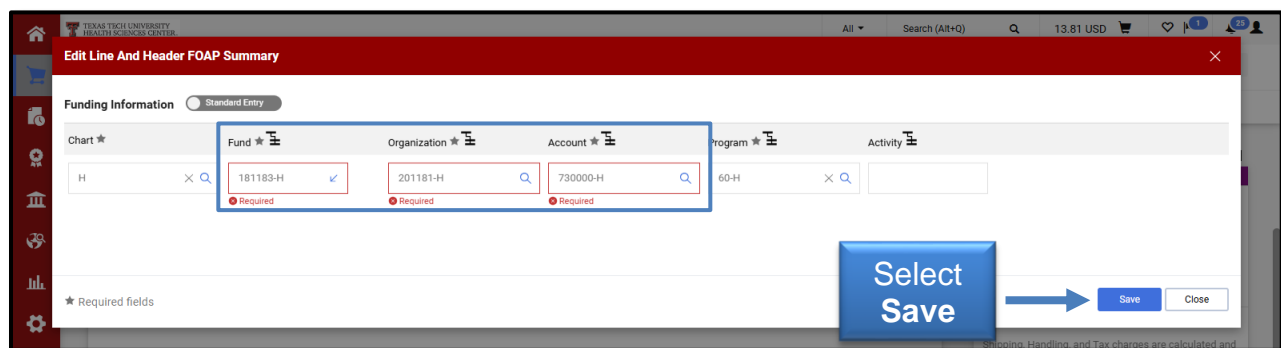 TEXAS TECH UNIVERSITY
HEALTH SCIENCES CENTER.
All Search (Alt+Q) 13.81 USD 1 25
Edit Line And Header FOAP Summary
Funding Information Standard Entry
Chart Fund Organization Account Program Activity
H 181183-H 201181-H 730000-H 60-H
Required Required Required
Select
Save
Required fields
Save Close
Shipping, Handling, and Tax charges are calculated and